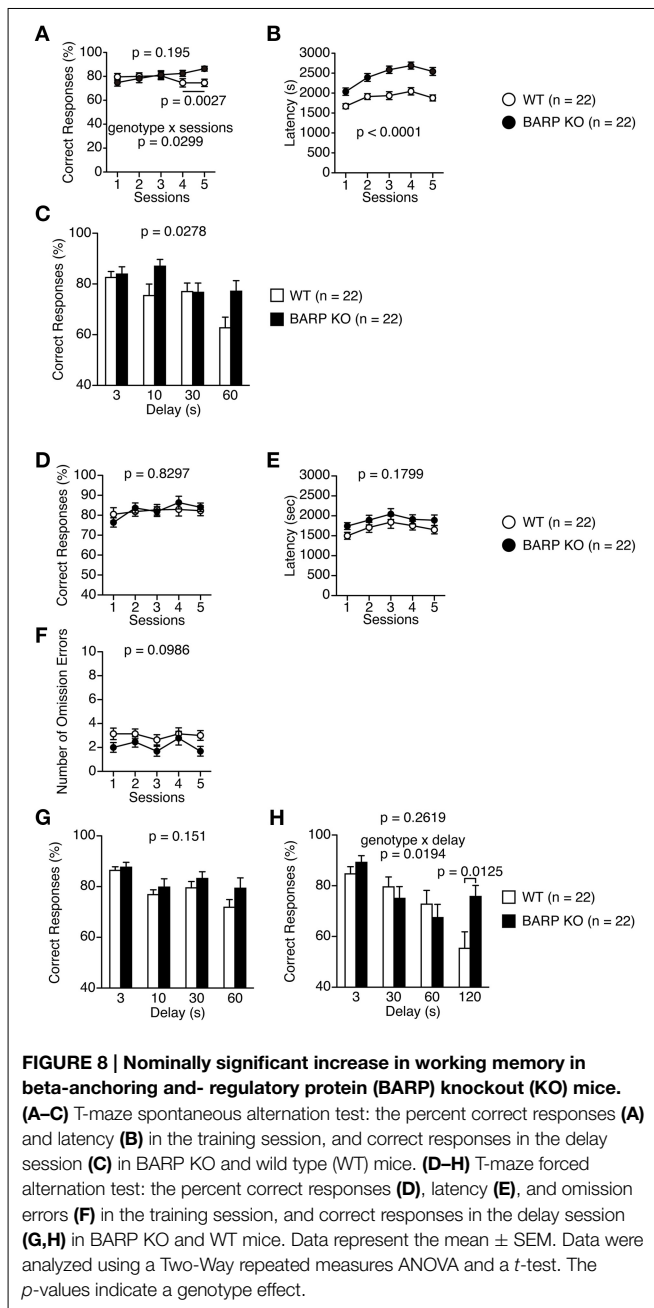 A
p = 0.195
Correct Responses (%)
100
80
60
40
20
0
p = 0.0027
genotype x sessions
p = 0.0299
1 2 3 4 5
Sessions
B
Latency (s)
3000
2500
2000
1500
1000
500
0
p < 0.0001
1 2 3 4 5
Sessions
WT (n = 22)
BARP KO (n = 22)
C
p = 0.0278
Correct Responses (%)
100
80
60
40
3 10 30 60
Delay (s)
WT (n = 22)
BARP KO (n = 22)
D
p = 0.8297
Correct Responses (%)
100
90
80
70
60
50
40
1 2 3 4 5
Sessions
E
p = 0.1799
Latency (sec)
3000
2500
2000
1500
1000
500
0
1 2 3 4 5
Sessions
WT (n = 22)
BARP KO (n = 22)
F
p = 0.0986
Number of Omission Errors
10
8
6
4
2
0
1 2 3 4 5
Sessions
G
p = 0.151
Correct Responses (%)
100
80
60
40
3 10 30 60
Delay (s)
H
p = 0.2619
genotype x delay
p = 0.0194
p = 0.0125
Correct Responses (%)
100
80
60
40
3 30 60 120
Delay (s)
WT (n = 22)
BARP KO (n = 22)
FIGURE 8 | Nominally significant increase in working memory in
beta-anchoring and- regulatory protein (BARP) knockout (KO) mice.
(A–C) T-maze spontaneous alternation test: the percent correct responses (A)
and latency (B) in the training session, and correct responses in the delay
session (C) in BARP KO and wild type (WT) mice. (D–H) T-maze forced
alternation test: the percent correct responses (D), latency (E), and omission
errors (F) in the training session, and correct responses in the delay session
(G,H) in BARP KO and WT mice. Data represent the mean ± SEM. Data were
analyzed using a Two-Way repeated measures ANOVA and a t-test. The
p-values indicate a genotype effect.